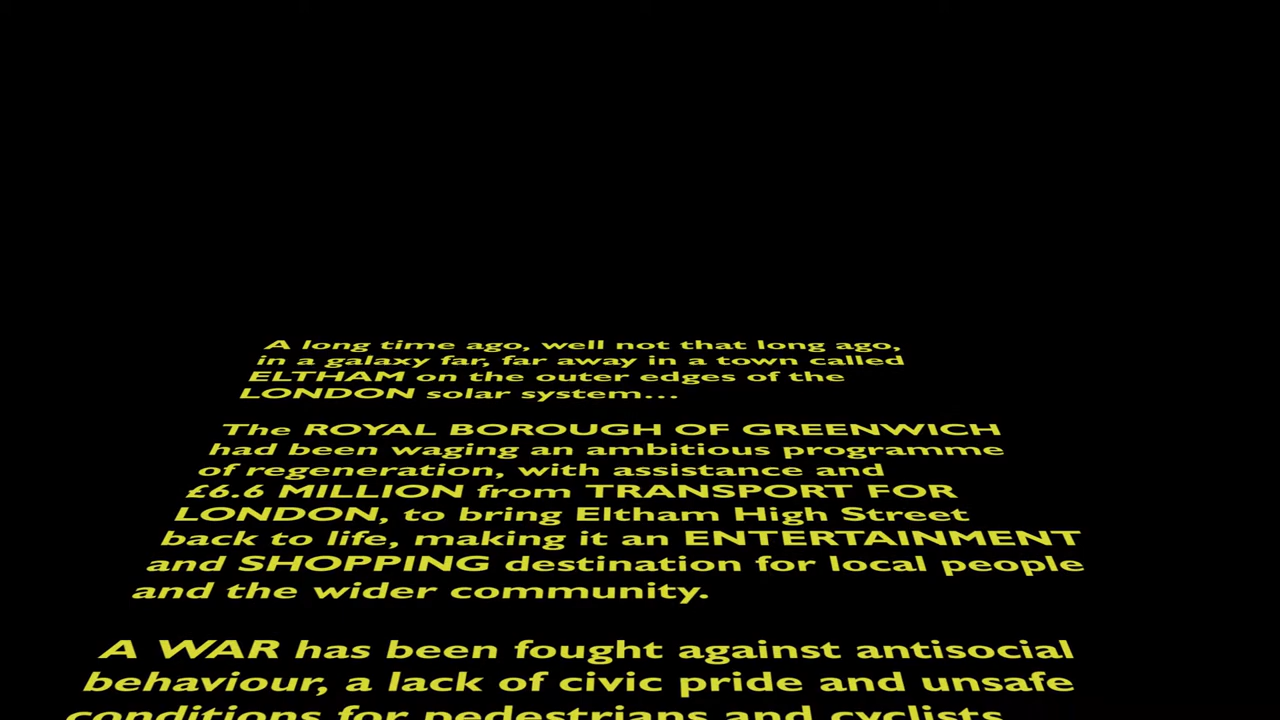 A long time ago, well not that long ago,
in a galaxy far, far away in a town called
ELTHAM on the outer edges of the
LONDON solar system...
The ROYAL BOROUGH OF GREENWICH
had been waging an ambitious programme
of regeneration, with assistance and
£6.6 MILLION from TRANSPORT FOR
LONDON, to bring Eltham High Street
back to life, making it an ENTERTAINMENT
and SHOPPING destination for local people
and the wider community.
A WAR has been fought against antisocial
behaviour, a lack of civic pride and unsafe
conditions for pedestrians and cyclists